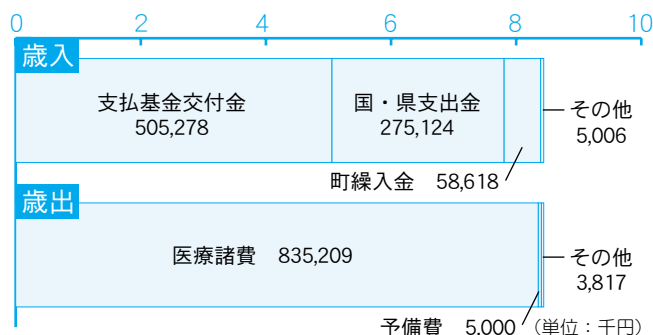 0 2 4 6 8 10
歳入
支払基金交付金
505,278
国・県支出金
275,124
その他
5,006
町繰入金 58,618
歳出
医療諸費 835,209
その他
3,817
予備費 5,000 (単位:千円)